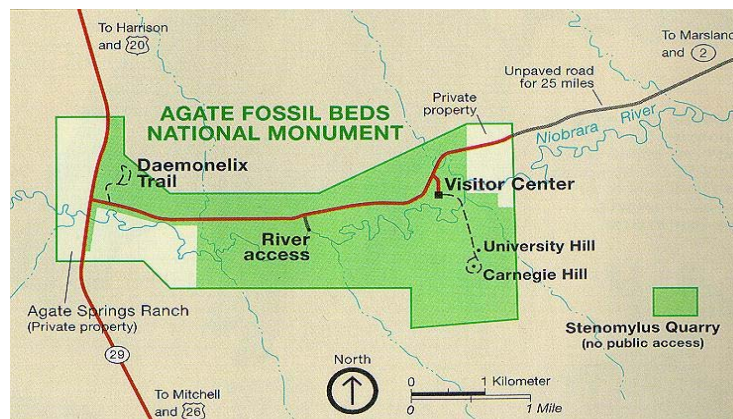 To Harrison
and 20
To Marsland
and 2
Unpaved road
for 25 miles
Private
property
AGATE FOSSIL BEDS
NATIONAL MONUMENT
Niobrara River
Daemonelix
Trail
Visitor Center
River
access
University Hill
Carnegie Hill
Agate Springs Ranch
(Private property)
Stenomylus Quarry
(no public access)
29
North
0 1 Kilometer
0 1 Mile
To Mitchell
and 26